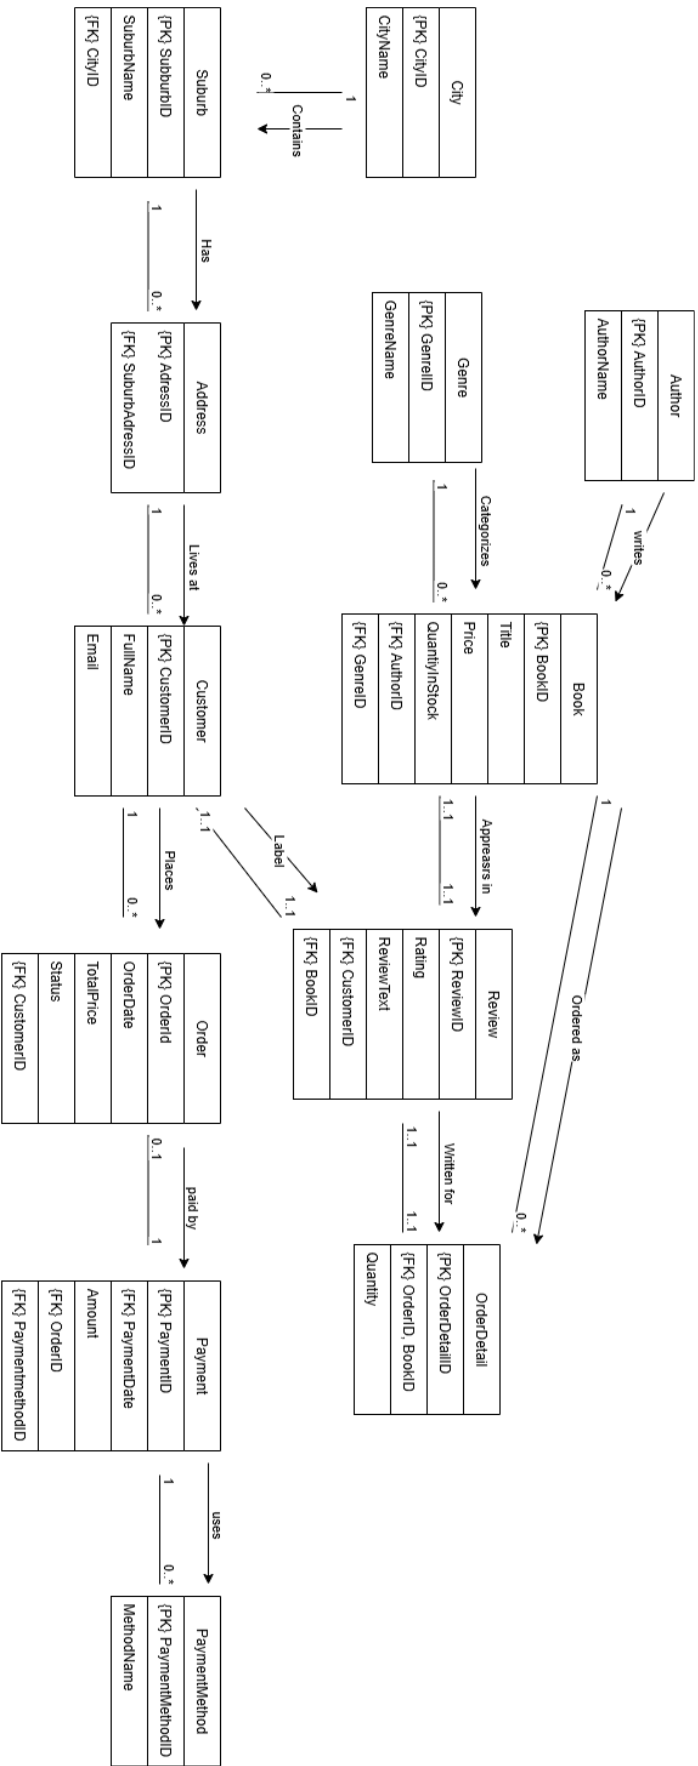 City
{PK} CityID
CityName
1
Contains
0..*
Suburb
{PK} SubburbID
SuburbName
{FK} CityID
Has
1
0..*
Address
{PK} AdressID
{FK} SuburbAdressID
Lives at
1
0..*
Customer
{PK} CustomerID
FullName
Email
Places
1
0..*
Order
{PK} OrderId
OrderDate
TotalPrice
Status
{FK} CustomerID
paid by
0..1
1
Payment
{PK} PaymentID
{FK} PaymentDate
Amount
{FK} OrderID
{FK} PaymentmethodID
uses
1
0..*
PaymentMethod
{PK} PaymentMethodID
MethodName
Author
{PK} AuthorID
AuthorName
writes
1
0..*
Genre
{PK} GenreIID
GenreName
Categorizes
1
0..*
Book
{PK} BookID
Title
Price
QuantiyInStock
{FK} AuthorID
{FK} GenreID
Appreasrs in
1..1
1..1
Label
1..1
1..1
Review
{PK} ReviewID
Rating
ReviewText
{FK} CustomerID
{FK} BookID
Written for
1..1
1..1
Ordered as
1
0..*
OrderDetail
{PK} OrderDetailID
{FK} OrderID, BookID
Quantity